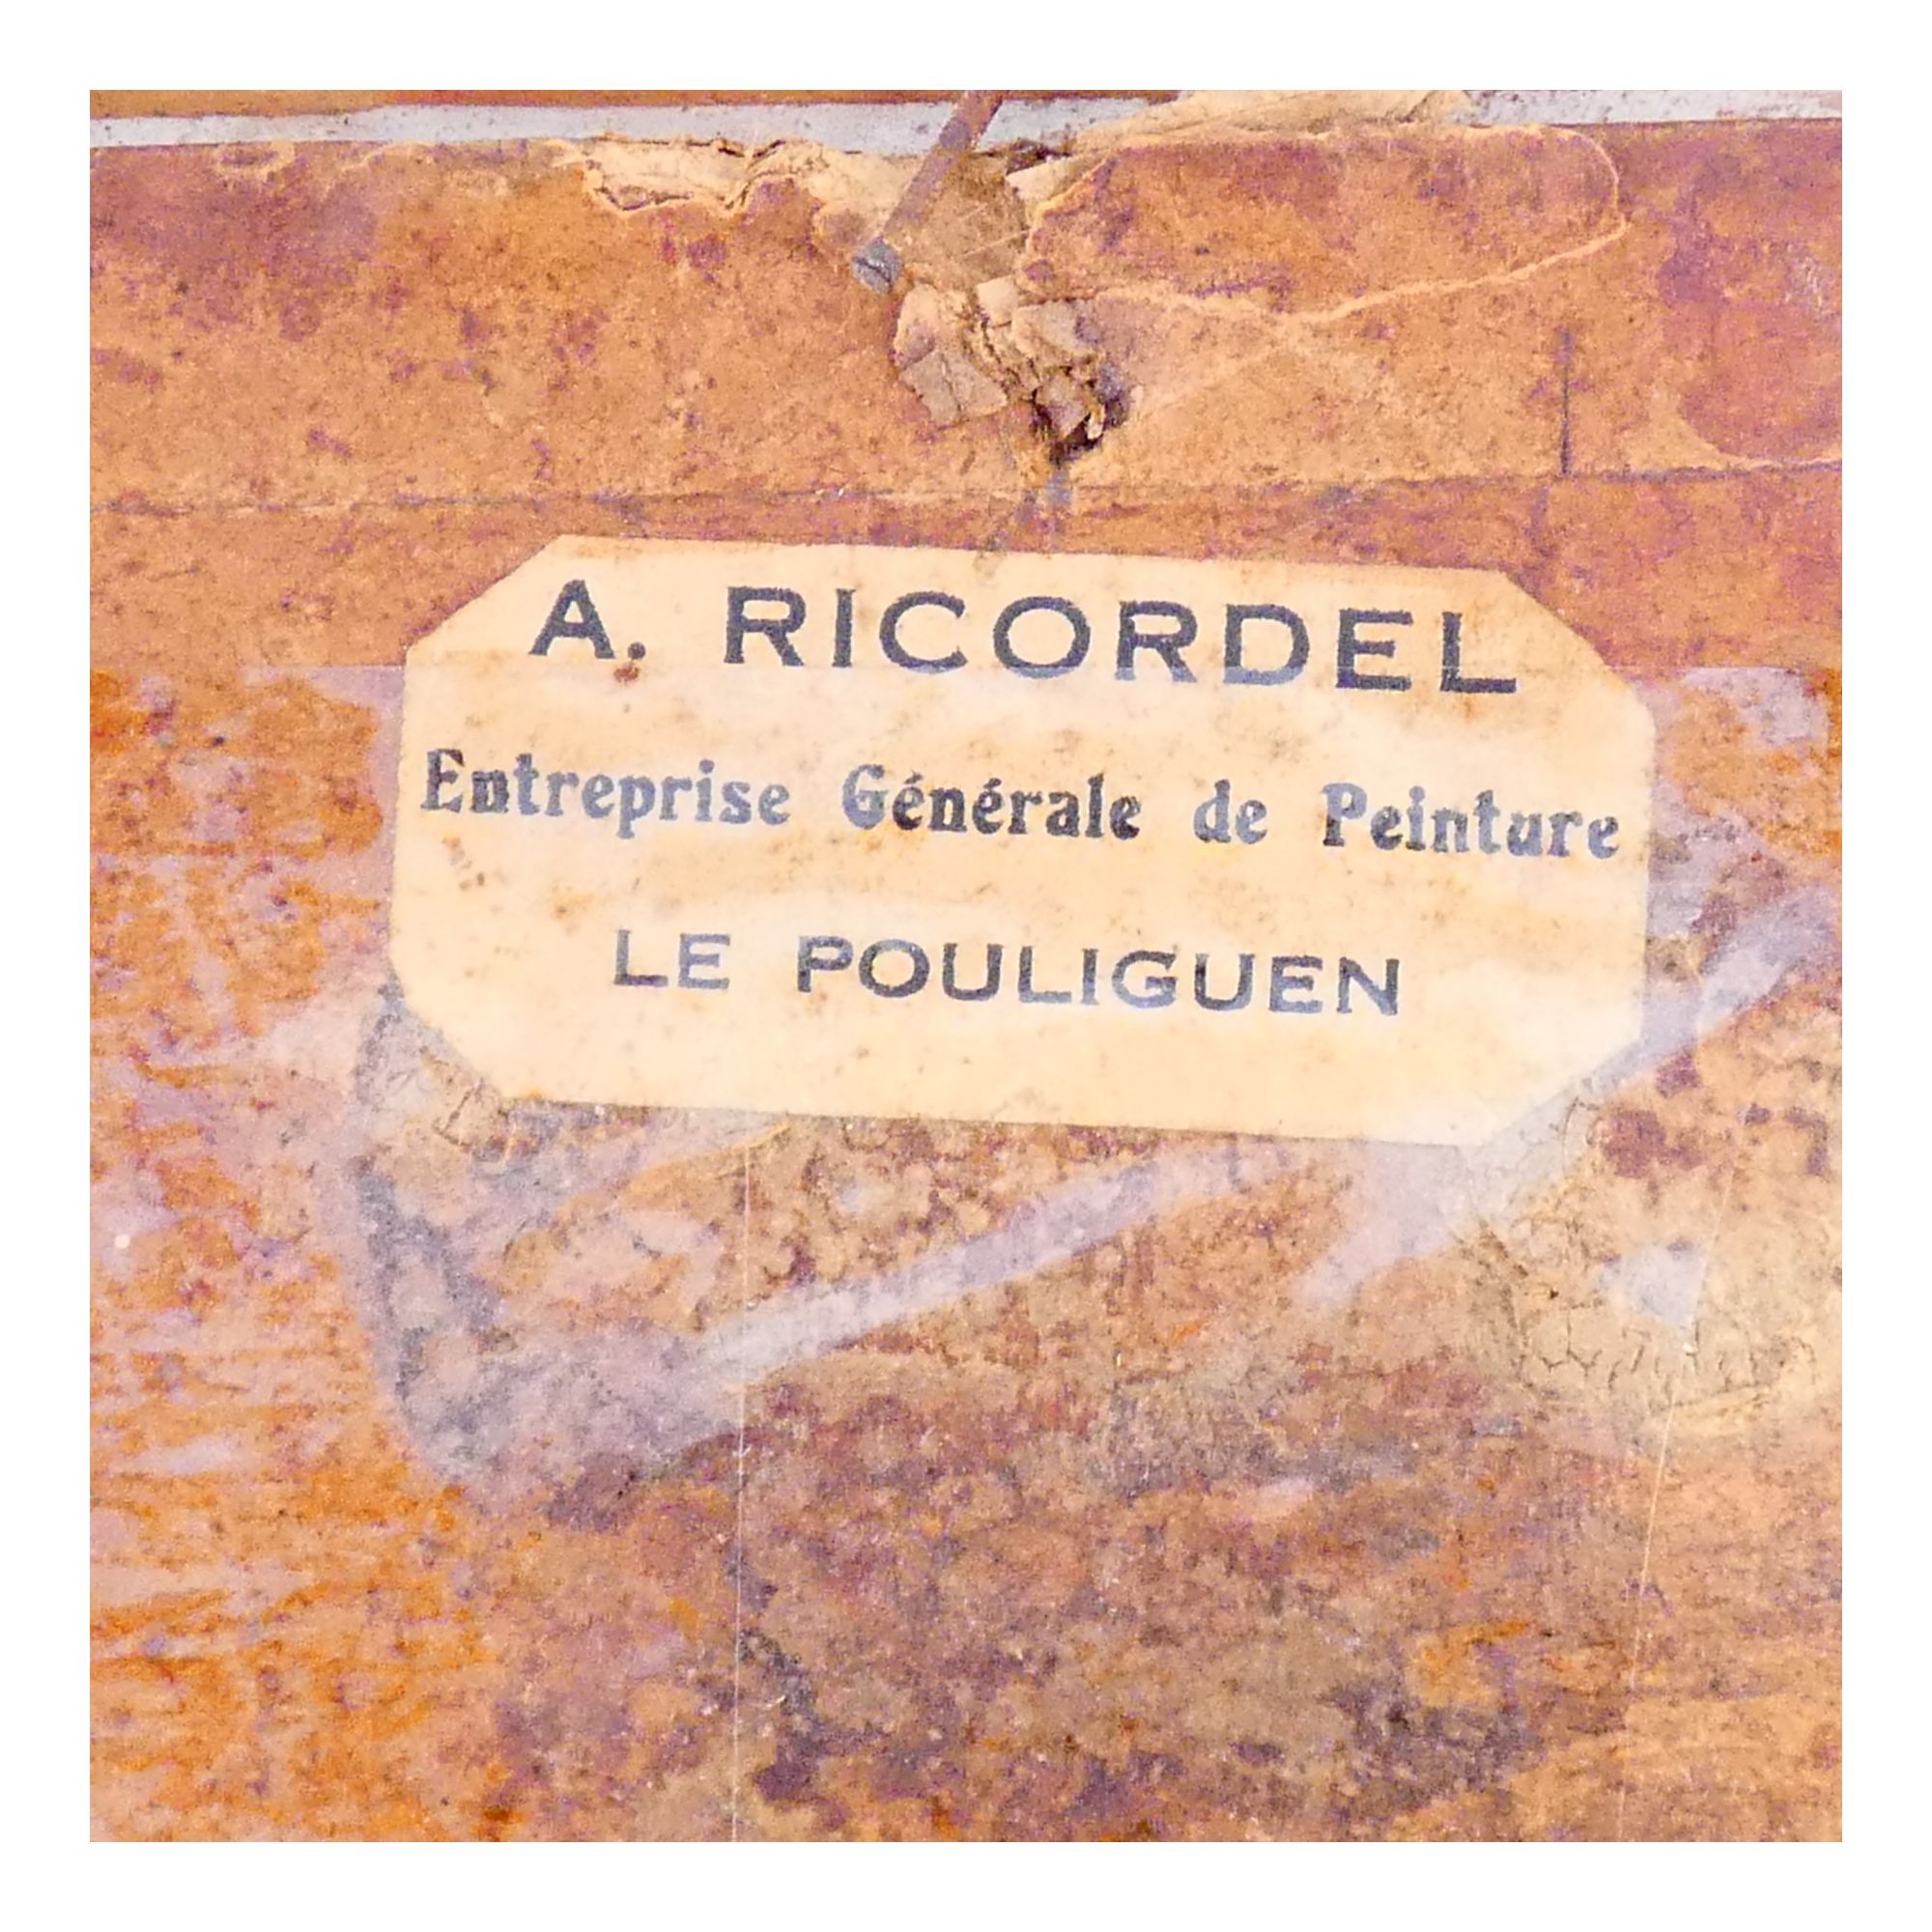 A. RICORDEL
Entreprise Générale de Peinture
LE POULIGUEN